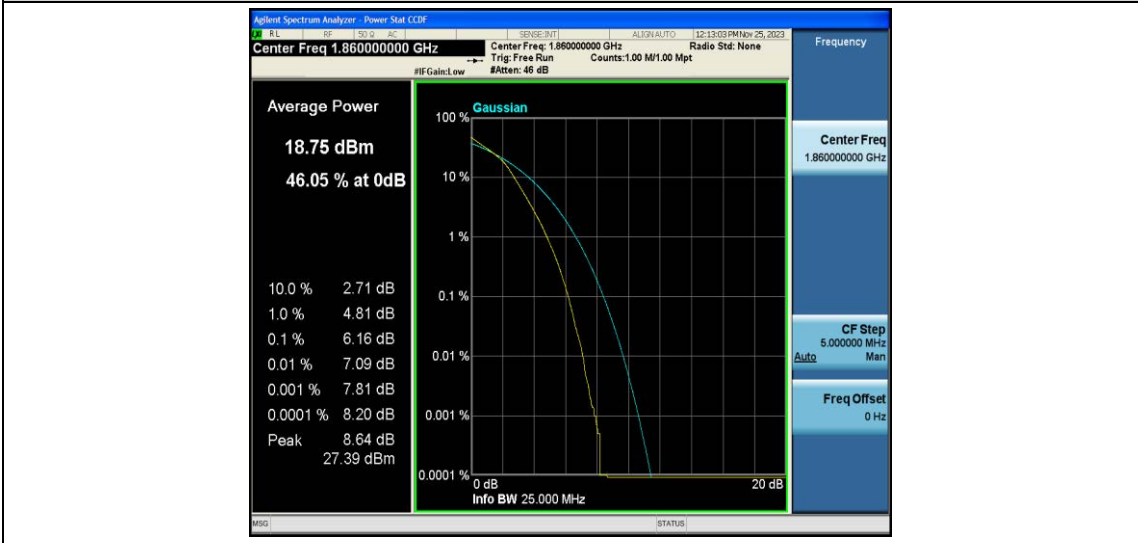 Agilent Spectrum Analyzer - Power Stat CCDF
RL RF 50 Ω AC SENSE:INT ALIGN AUTO 12:13:03 PM Nov 25, 2023
Center Freq 1.860000000 GHz
Center Freq: 1.860000000 GHz Radio Std: None
Trig: Free Run Counts:1.00 M/1.00 Mpt
#IFGain:Low #Atten: 46 dB
Frequency
Average Power
18.75 dBm
46.05 % at 0dB
10.0 % 2.71 dB
1.0 % 4.81 dB
0.1 % 6.16 dB
0.01 % 7.09 dB
0.001 % 7.81 dB
0.0001 % 8.20 dB
Peak 8.64 dB
27.39 dBm
Gaussian
100 %
10 %
1 %
0.1 %
0.01 %
0.001 %
0.0001 %
0 dB 20 dB
Info BW 25.000 MHz
Center Freq
1.860000000 GHz
CF Step
5.000000 MHz
Auto Man
Freq Offset
0 Hz
MSG STATUS